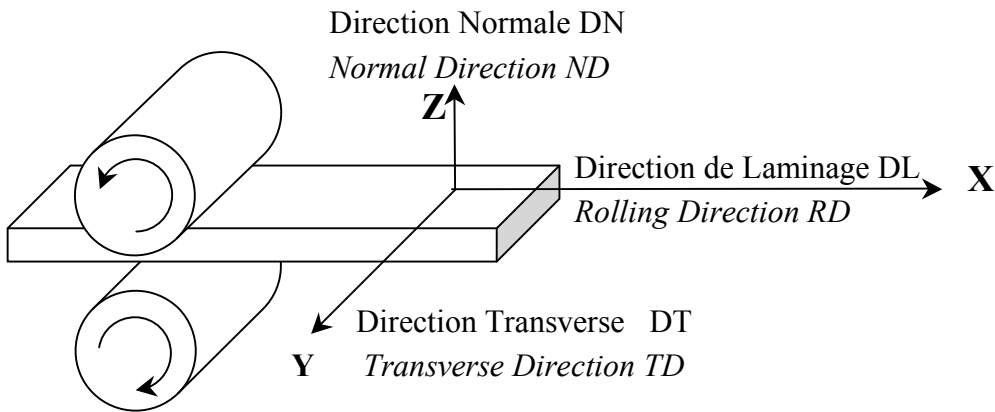 Direction Normale DN
Normal Direction ND
Z
Direction de Laminage DL
X
Rolling Direction RD
Direction Transverse DT
Y
Transverse Direction TD